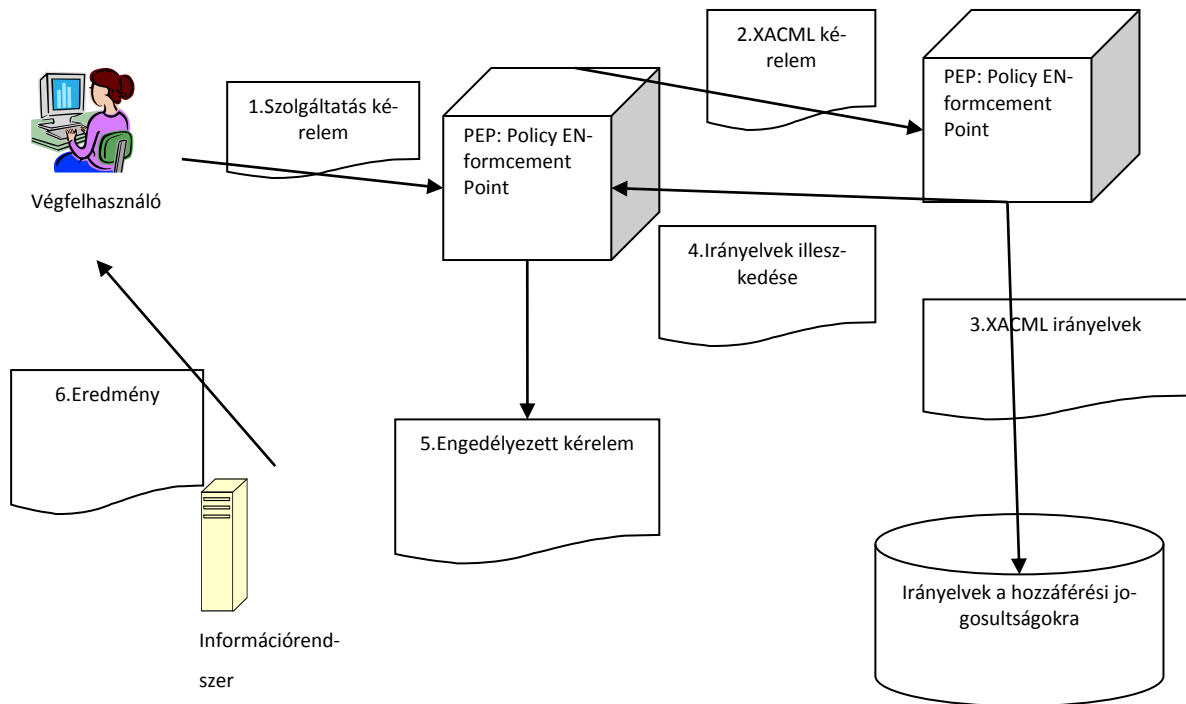 2.XACML ké-
relem
PEP: Policy EN-
formcement
Point
1.Szolgáltatás ké-
relem
PEP: Policy EN-
formcement
Point
Végfelhasználó
4.Irányelvek illesz-
kedése
3.XACML irányelvek
6.Eredmény
5.Engedélyezett kérelem
Irányelvek a hozzáférési jo-
gosultságokra
Információrend-
szer